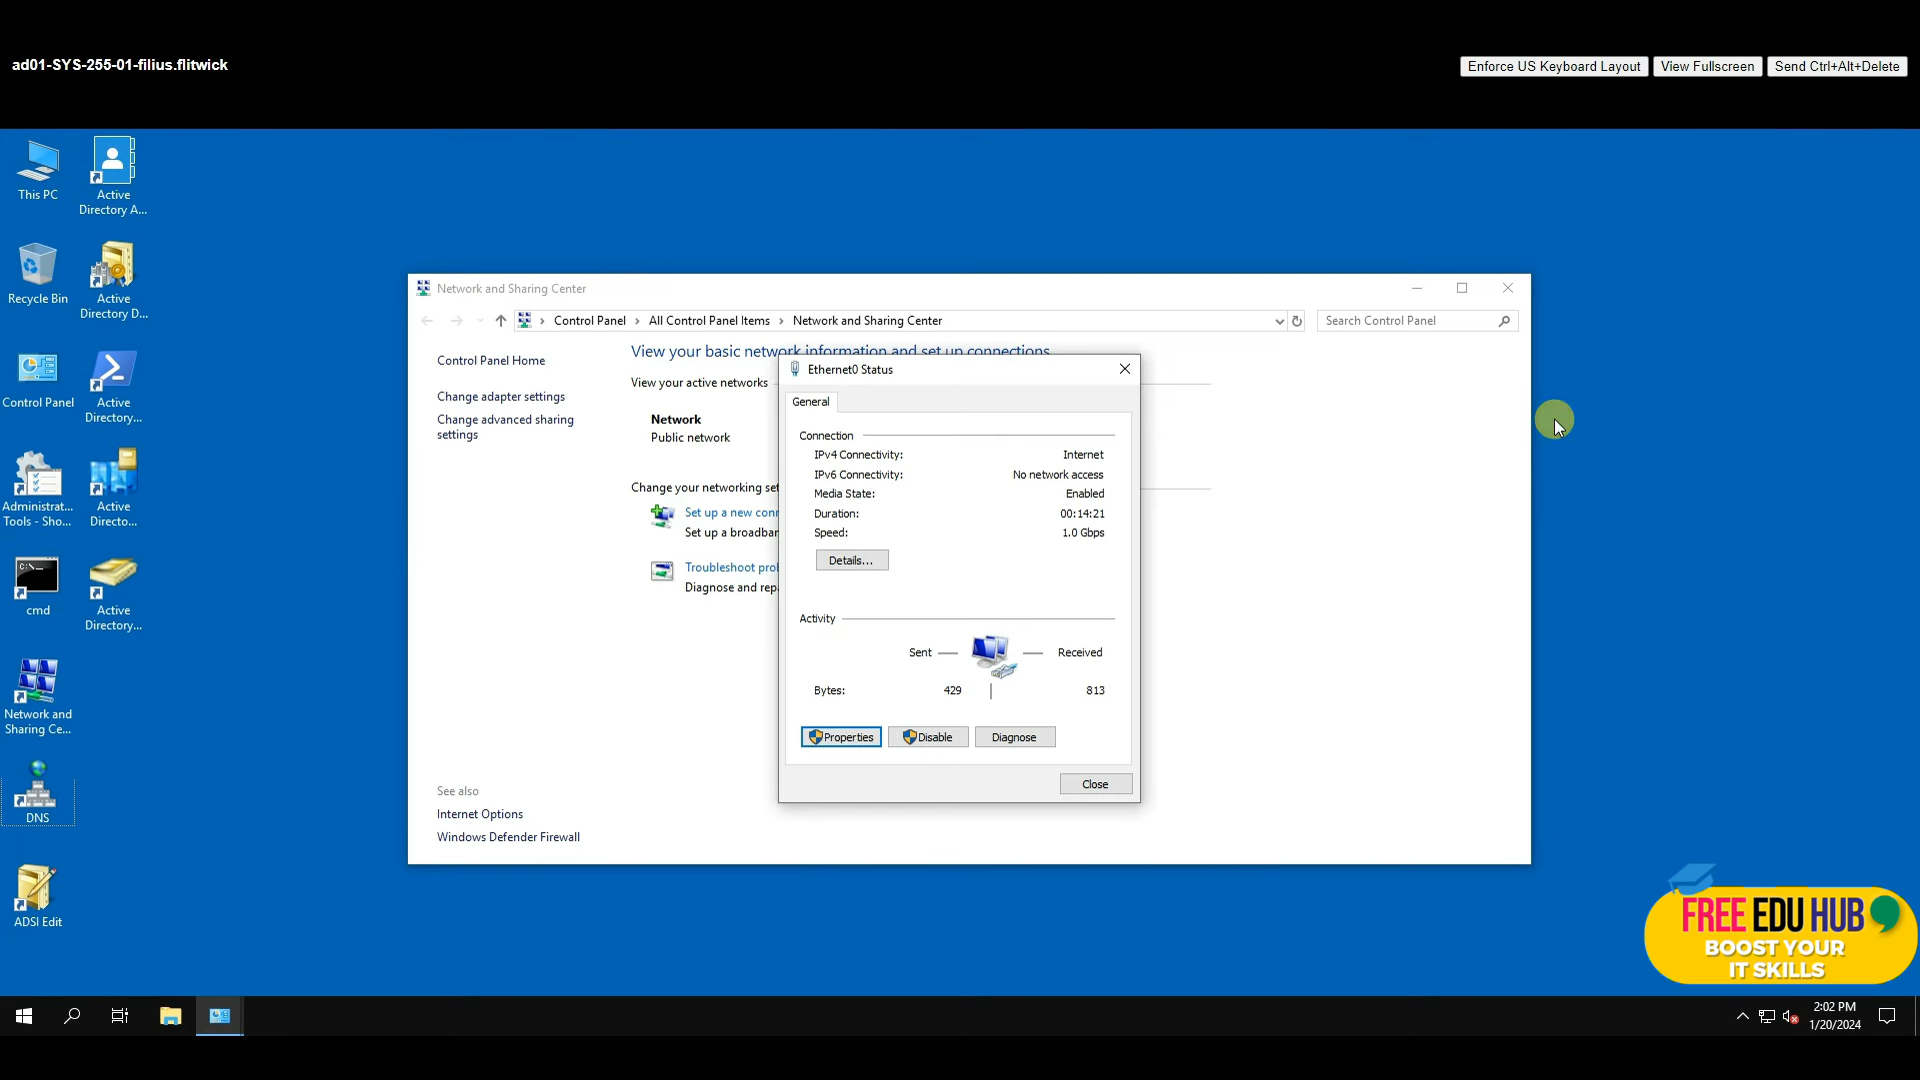 ad01-SYS-255-01-filius.flitwick
Enforce US Keyboard Layout
View Fullscreen
Send Ctrl+Alt+Delete
This PC
Active
Directory A...
Recycle Bin
Active
Directory D...
Control Panel
Active
Directory...
Administrat...
Tools - Sho...
Active
Directo...
cmd
Active
Directory...
Network and
Sharing Ce...
DNS
ADSI Edit
Network and Sharing Center
Control Panel > All Control Panel Items > Network and Sharing Center
Search Control Panel
Control Panel Home
Change adapter settings
Change advanced sharing
settings
See also
Internet Options
Windows Defender Firewall
View your basic network information and set up connections
View your active networks
Network
Public network
Change your networking set
Set up a new conn
Set up a broadban
Troubleshoot prob
Diagnose and repa
Ethernet0 Status
General
Connection
IPv4 Connectivity: Internet
IPv6 Connectivity: No network access
Media State: Enabled
Duration: 00:14:21
Speed: 1.0 Gbps
Details...
Activity
Sent — Received
Bytes: 429 | 813
Properties
Disable
Diagnose
Close
FREE EDU HUB
BOOST YOUR
IT SKILLS
2:02 PM
1/20/2024